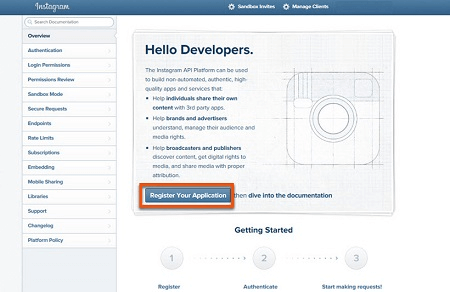 Instagram
Sandbox Invites
Manage Clients
Search Documentation
Overview
Authentication
Login Permissions
Permissions Review
Sandbox Mode
Secure Requests
Endpoints
Rate Limits
Subscriptions
Embedding
Mobile Sharing
Libraries
Support
Changelog
Platform Policy
Hello Developers.
The Instagram API Platform can be used
to build non automated, authentic, high-
quality apps and services that:
Help individuals share their own
content with 3rd party apps.
Help brands and advertisers
understand, manage their audience and
media rights.
Help broadcasters and publishers
discover content, get digital rights to
media, and share media with proper
attribution.
Register Your Application then dive into the documentation
Getting Started
1
2
3
Register
Authenticate
Start making requests!